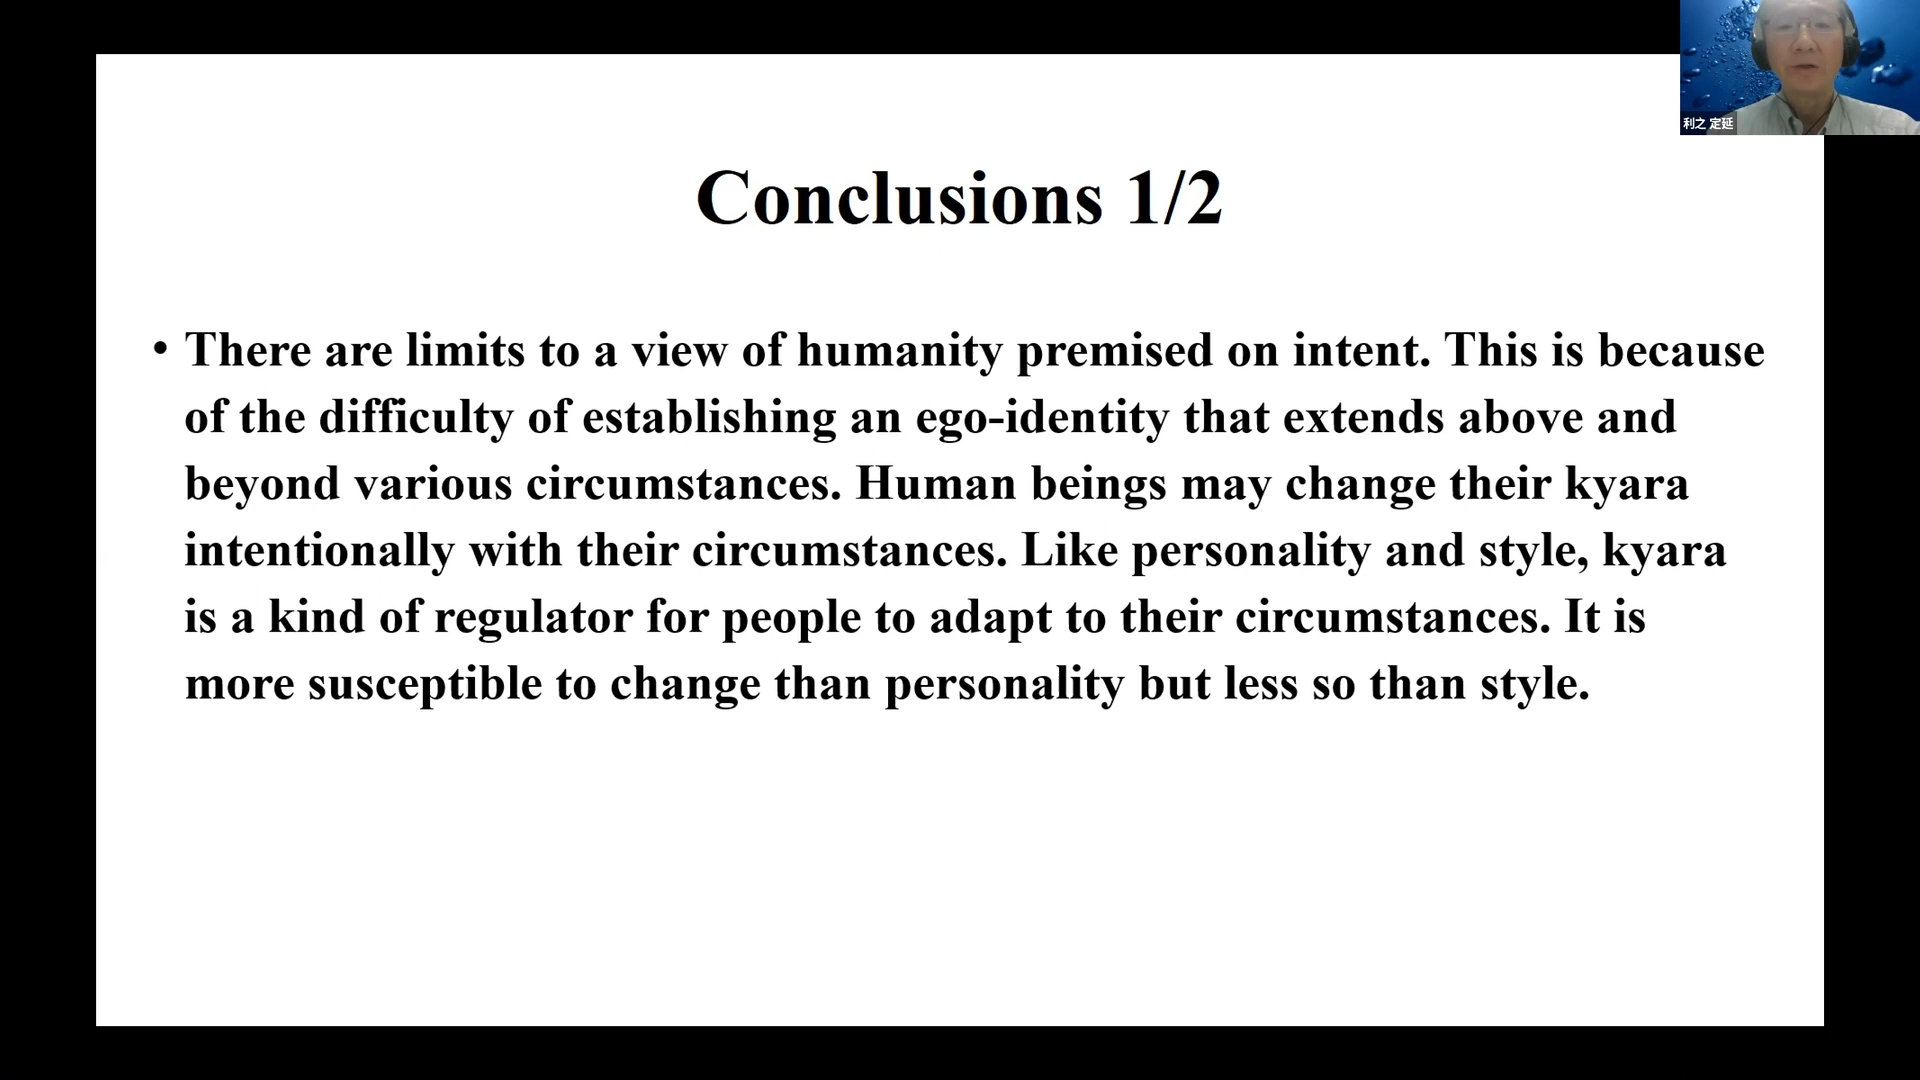 利之 定延
Conclusions 1/2
• There are limits to a view of humanity premised on intent. This is because
of the difficulty of establishing an ego-identity that extends above and
beyond various circumstances. Human beings may change their kyara
intentionally with their circumstances. Like personality and style, kyara
is a kind of regulator for people to adapt to their circumstances. It is
more susceptible to change than personality but less so than style.